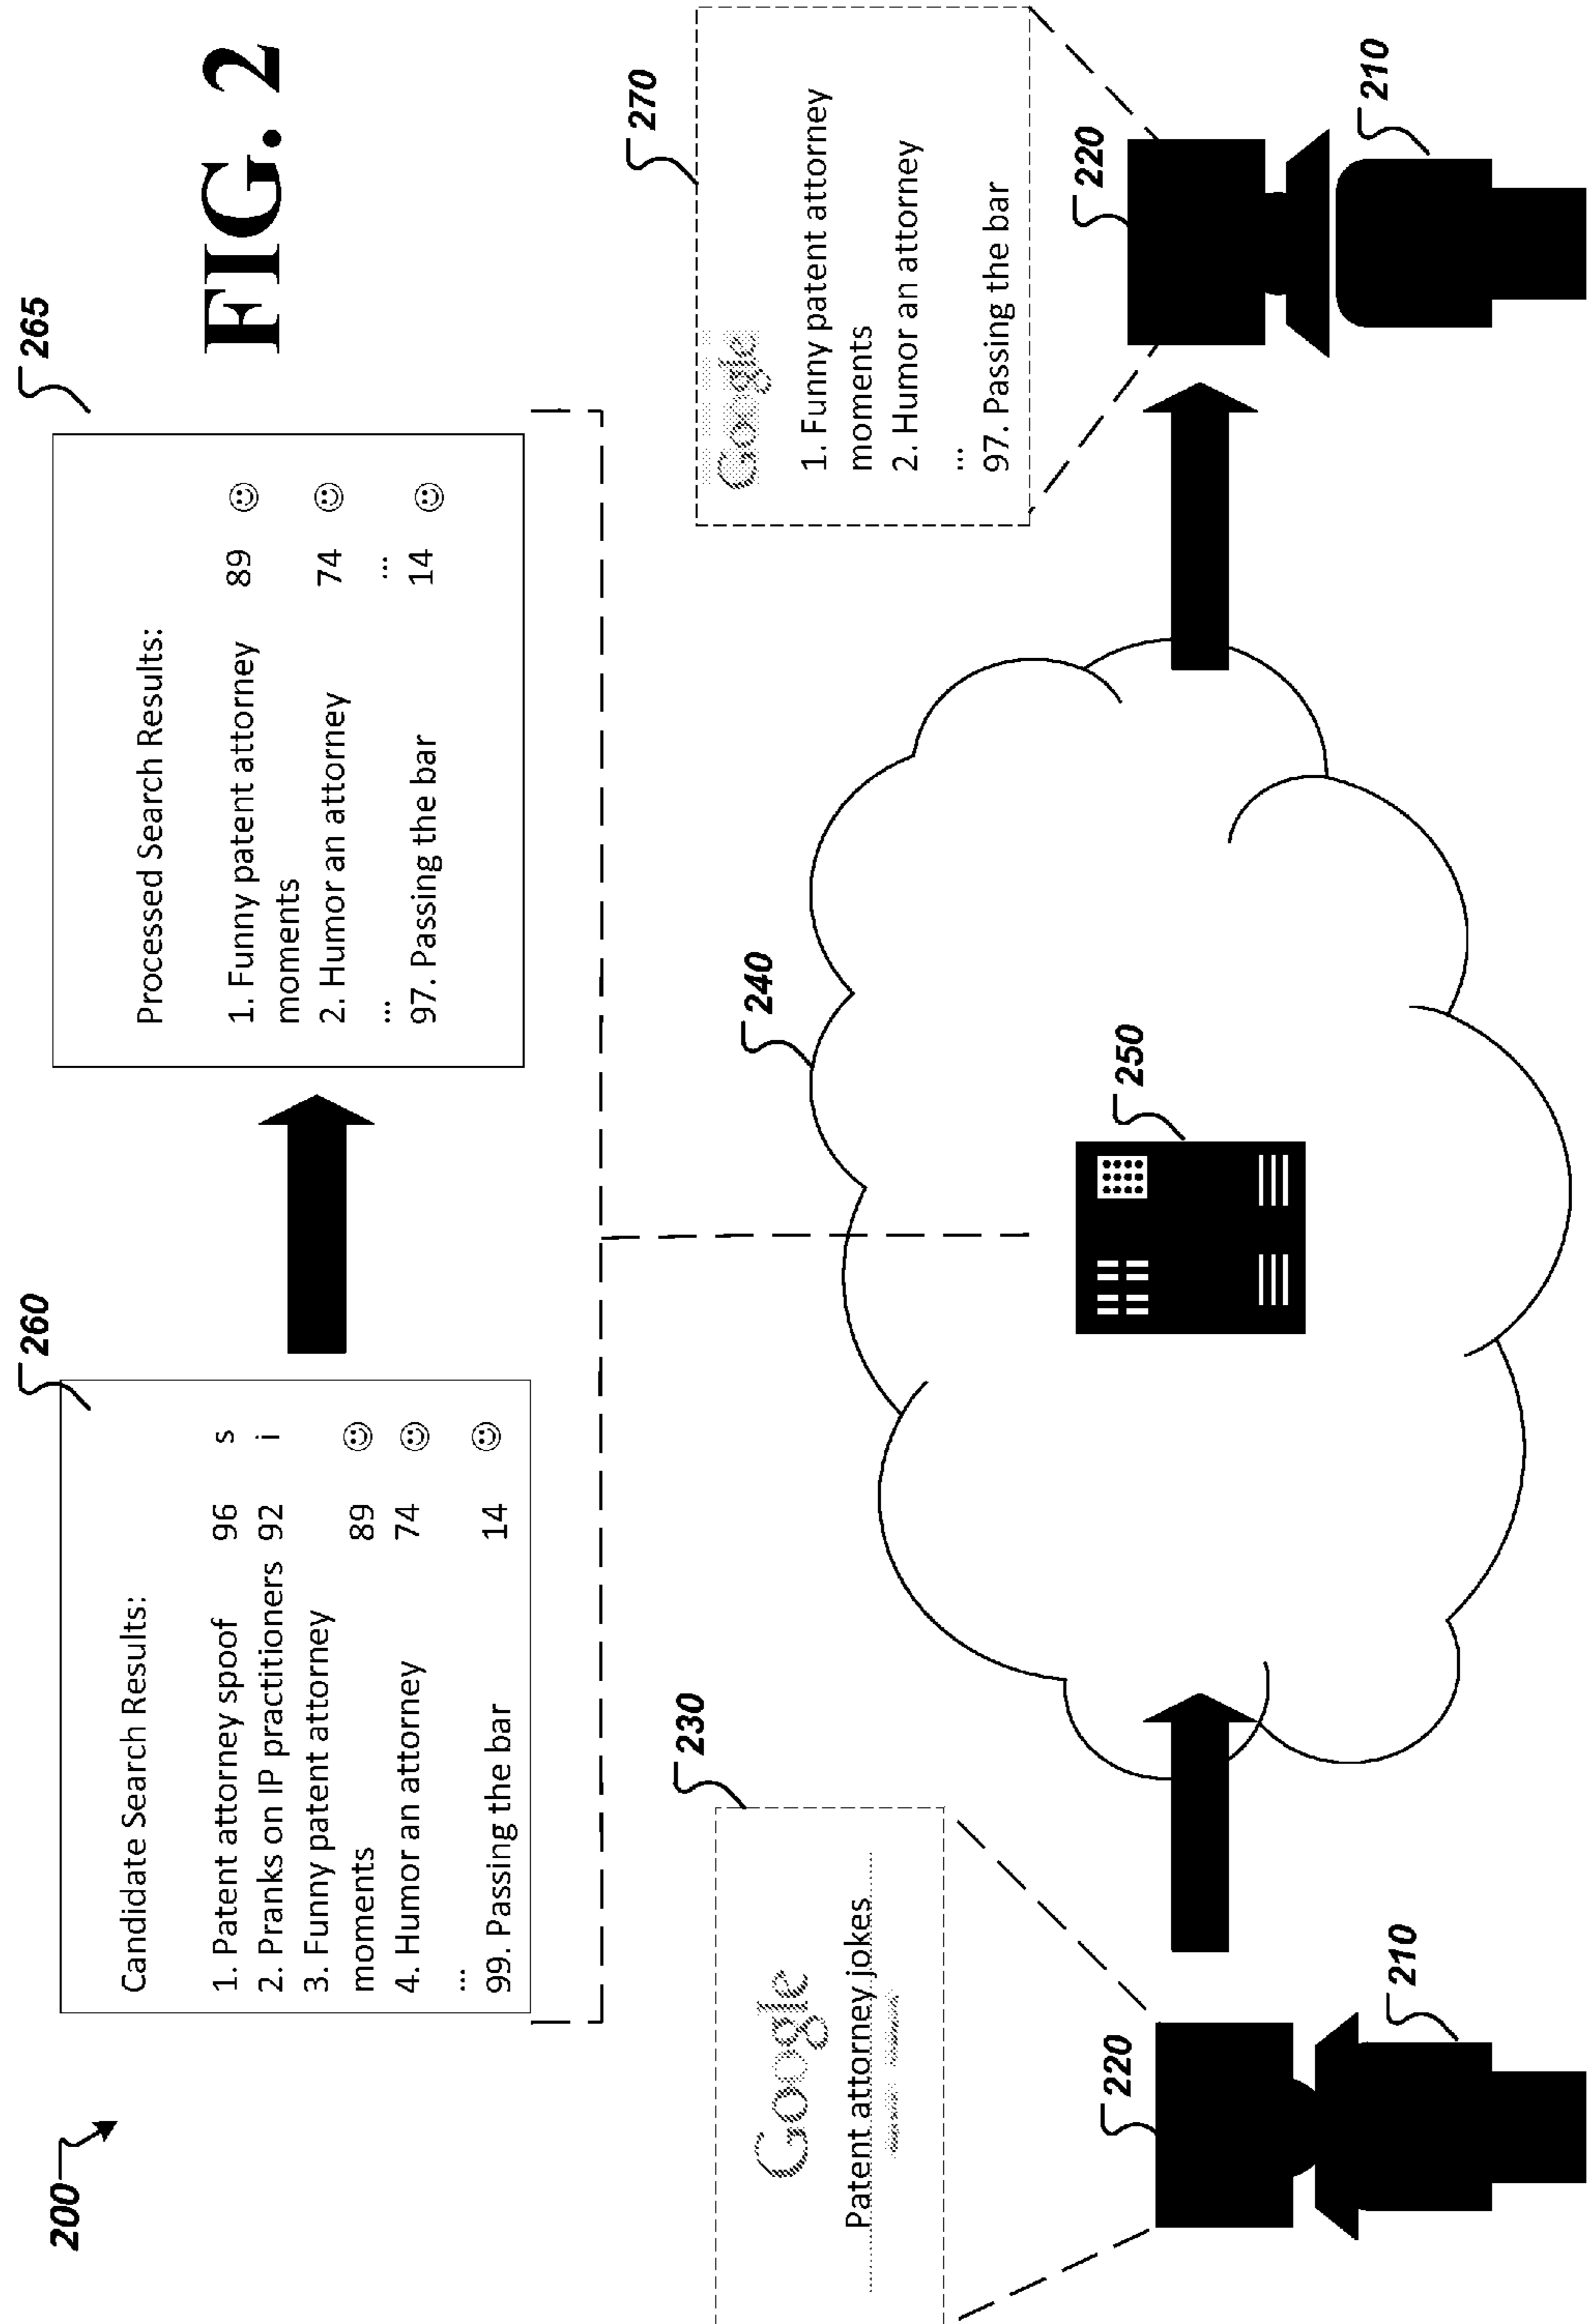 200
260
Candidate Search Results:
1. Patent attorney spoof 96 s
2. Pranks on IP practitioners 92 i
3. Funny patent attorney
moments 89 ☺
4. Humor an attorney 74 ☺
...
99. Passing the bar 14 ☺
265
Processed Search Results:
1. Funny patent attorney 89 ☺
moments
2. Humor an attorney 74 ☺
... ...
97. Passing the bar 14 ☺
FIG. 2
230
Google
Patent attorney jokes
240
250
270
Google
1. Funny patent attorney
moments
2. Humor an attorney
...
97. Passing the bar
220
210
220
210